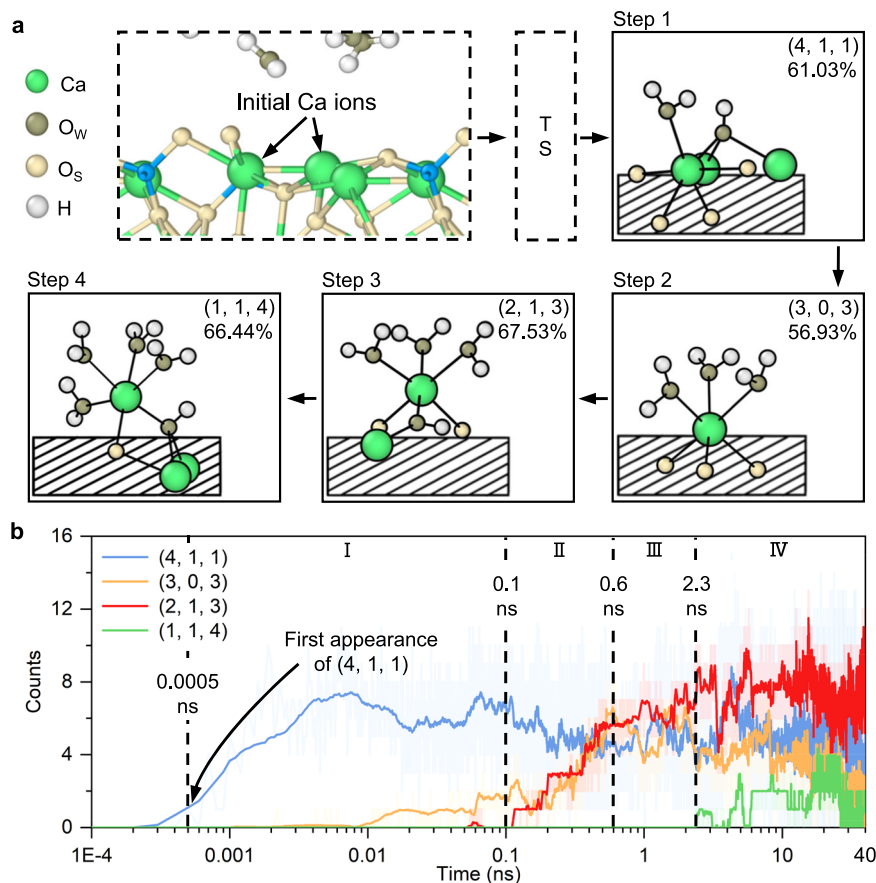 a
Ca
O_W
O_S
H
Initial Ca ions
T
S
Step 1
(4, 1, 1)
61.03%
Step 4
(1, 1, 4)
66.44%
Step 3
(2, 1, 3)
67.53%
Step 2
(3, 0, 3)
56.93%
b
16
12
8
4
0
Counts
(4, 1, 1)
(3, 0, 3)
(2, 1, 3)
(1, 1, 4)
I
II
III
IV
First appearance
of (4, 1, 1)
0.0005
ns
0.1
ns
0.6
ns
2.3
ns
1E-4
0.001
0.01
0.1
1
10
40
Time (ns)